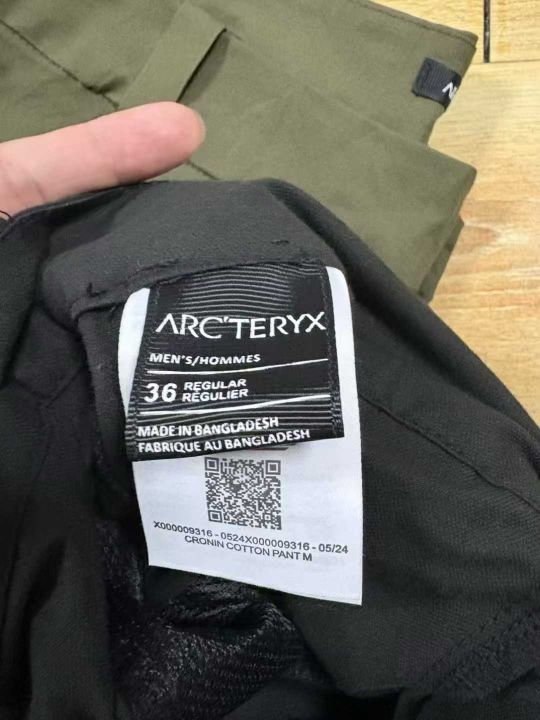 ARC'TERYX
MEN'S/HOMMES
36 REGULAR
RÉGULIER
MADE IN BANGLADESH
FABRIQUE AU BANGLADESH
X000009316 - 0524X000009316 - 05/24
CRONIN COTTON PANT M